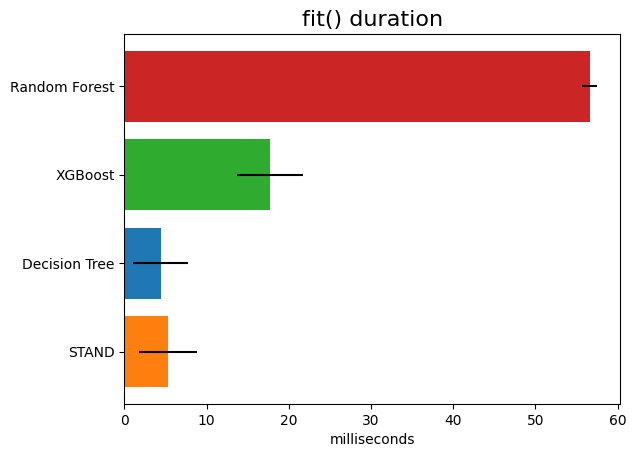 fit() duration
Random Forest
XGBoost
Decision Tree
STAND
0 10 20 30 40 50 60
milliseconds